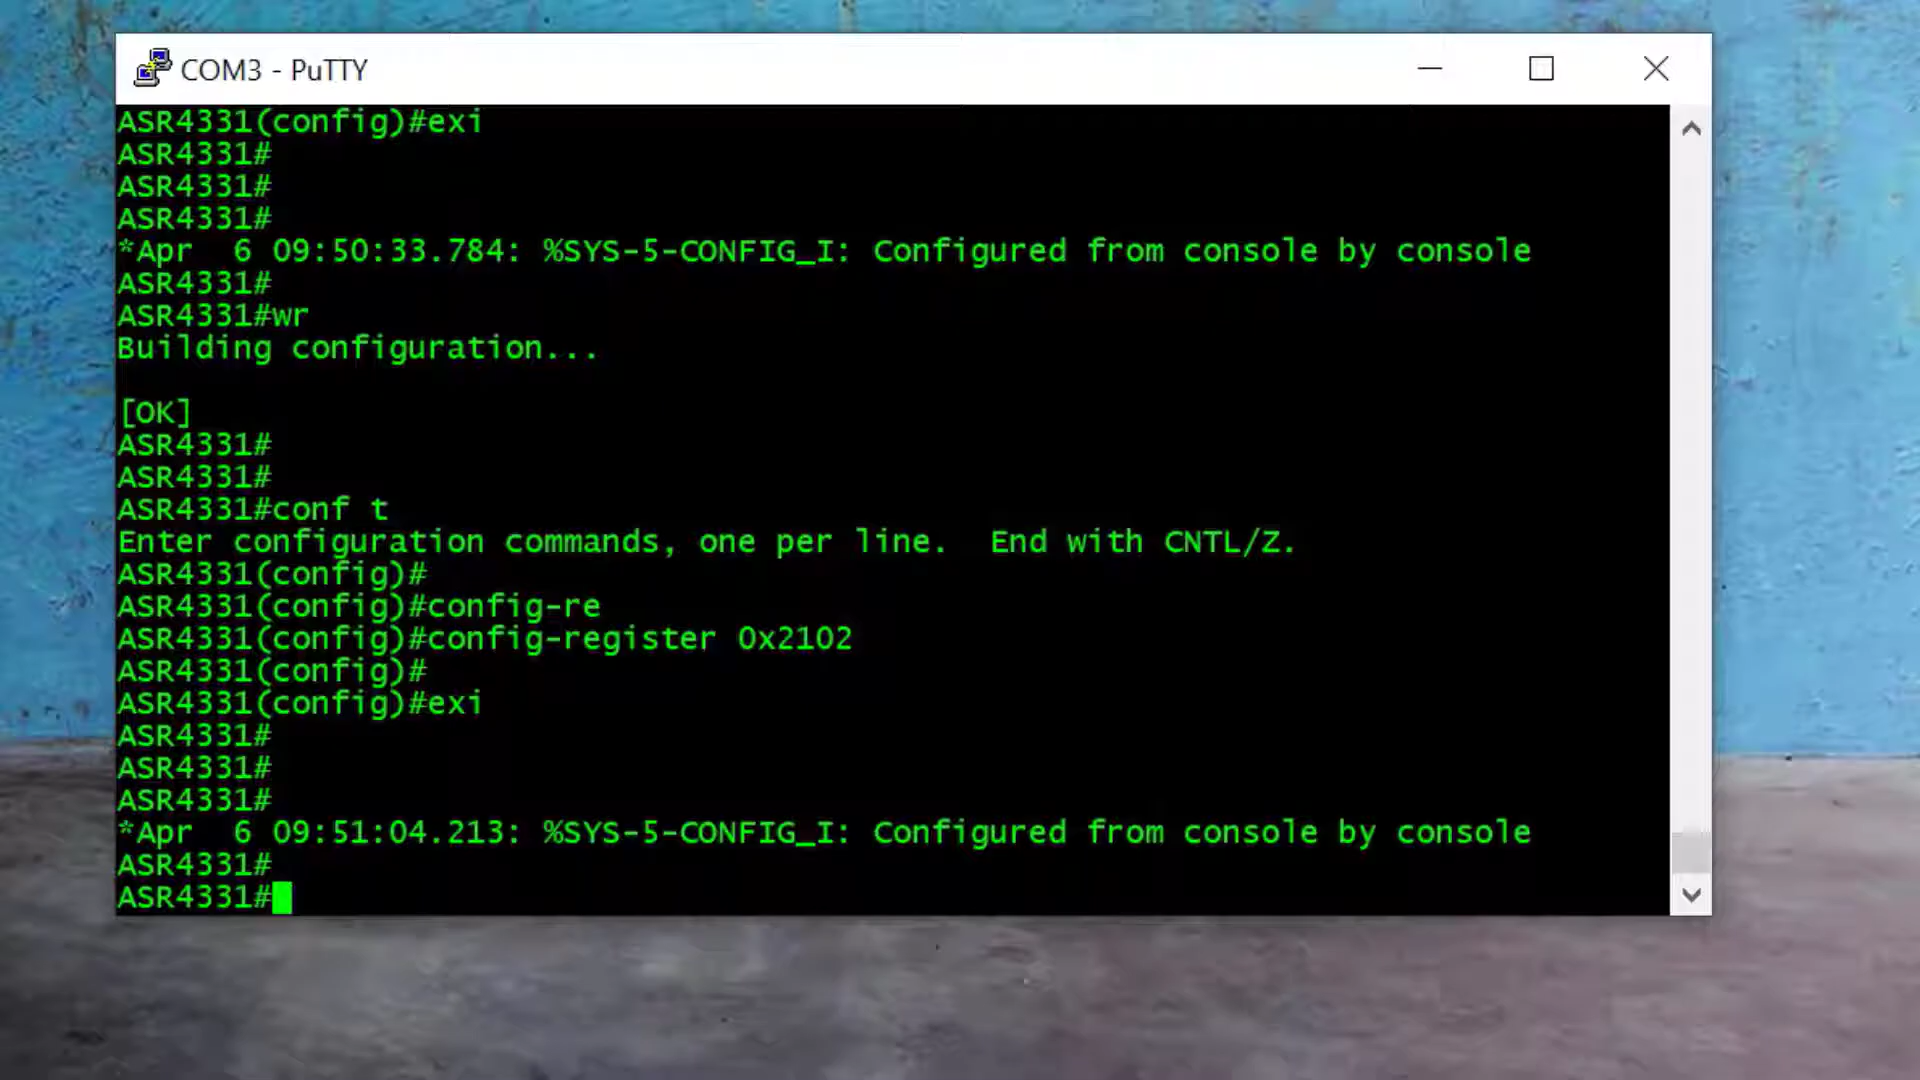 COM3 - PuTTY
ASR4331(config)#exi
ASR4331#
ASR4331#
ASR4331#
*Apr  6 09:50:33.784: %SYS-5-CONFIG_I: Configured from console by console
ASR4331#
ASR4331#wr
Building configuration...
[OK]
ASR4331#
ASR4331#
ASR4331#conf t
Enter configuration commands, one per line.  End with CNTL/Z.
ASR4331(config)#
ASR4331(config)#config-re
ASR4331(config)#config-register 0x2102
ASR4331(config)#
ASR4331(config)#exi
ASR4331#
ASR4331#
ASR4331#
*Apr  6 09:51:04.213: %SYS-5-CONFIG_I: Configured from console by console
ASR4331#
ASR4331#